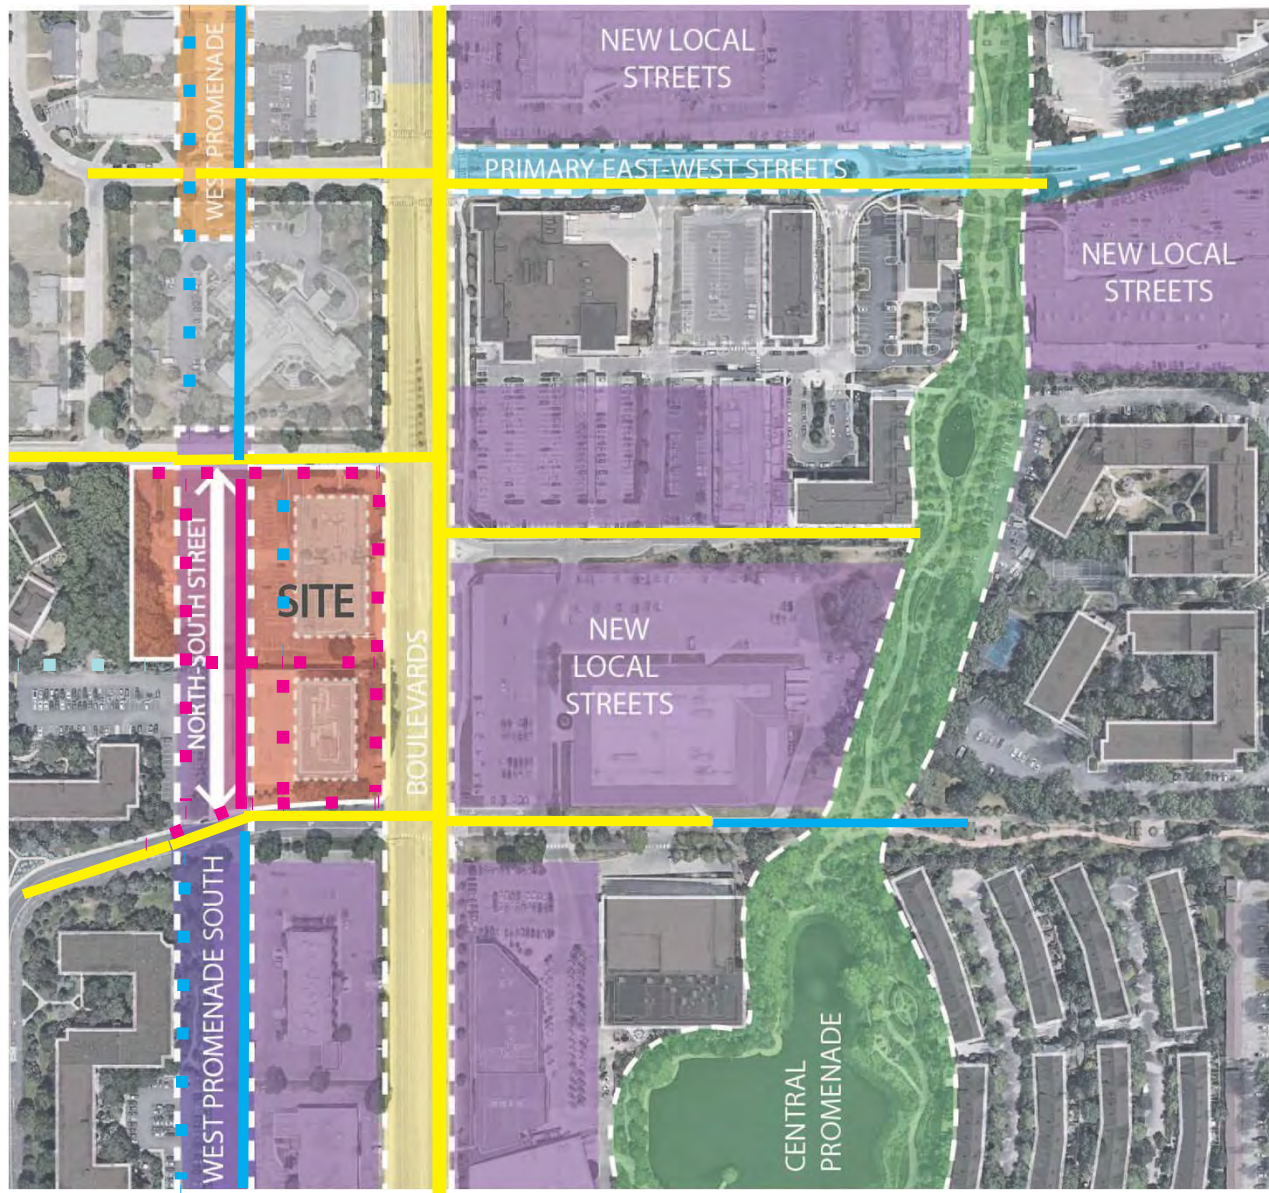 WEST PROMENADE
NEW LOCAL
STREETS
PRIMARY EAST-WEST STREETS
NEW LOCAL
STREETS
NORTH-SOUTH STREET
SITE
BOULEVARDS
NEW
LOCAL
STREETS
WEST PROMENADE SOUTH
CENTRAL
PROMENADE